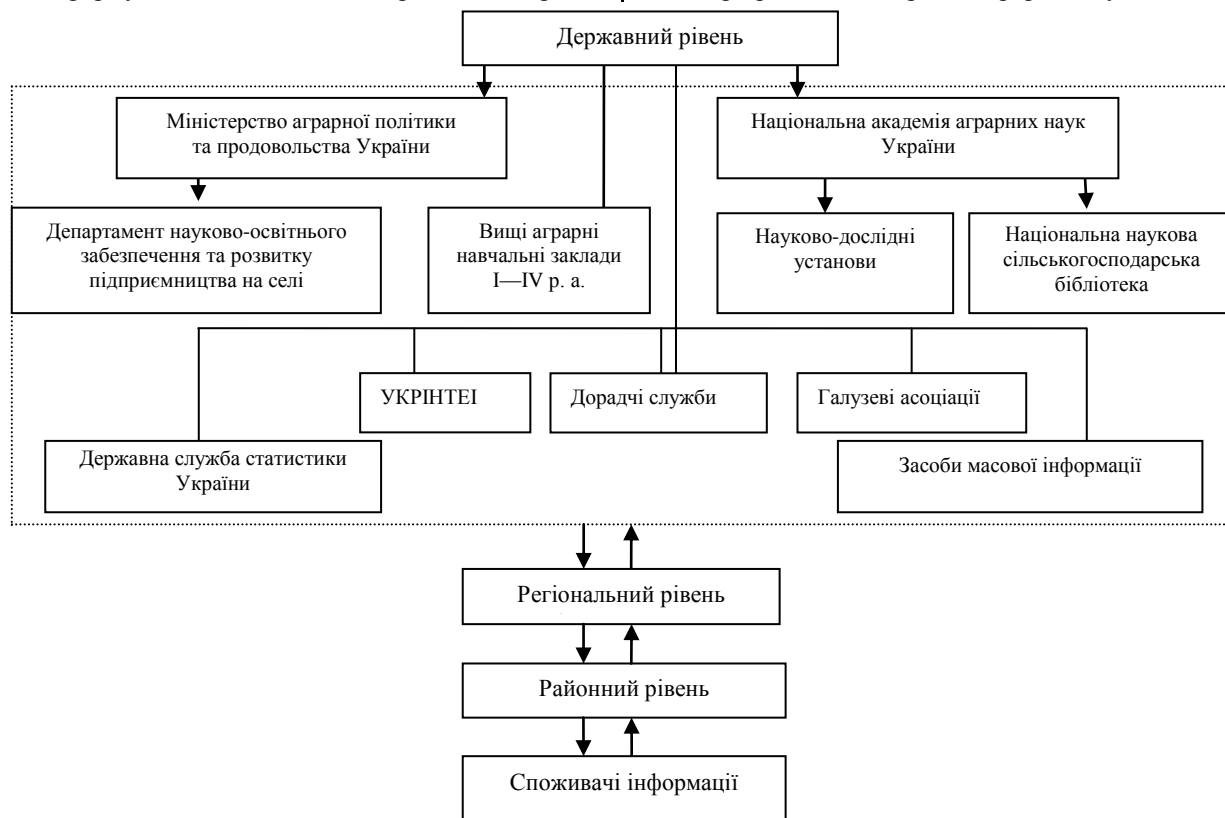 Державний рівень
Міністерство аграрної політики
та продовольства України
Національна академія аграрних наук
України
Департамент науково-освітнього
забезпечення та розвитку
підприємництва на селі
Вищі аграрні
навчальні заклади
I—IV р. а.
Науково-дослідні
установи
Національна наукова
сільськогосподарська
бібліотека
УКРІНТЕІ
Дорадчі служби
Галузеві асоціації
Державна служба статистики
України
Засоби масової інформації
Регіональний рівень
Районний рівень
Споживачі інформації